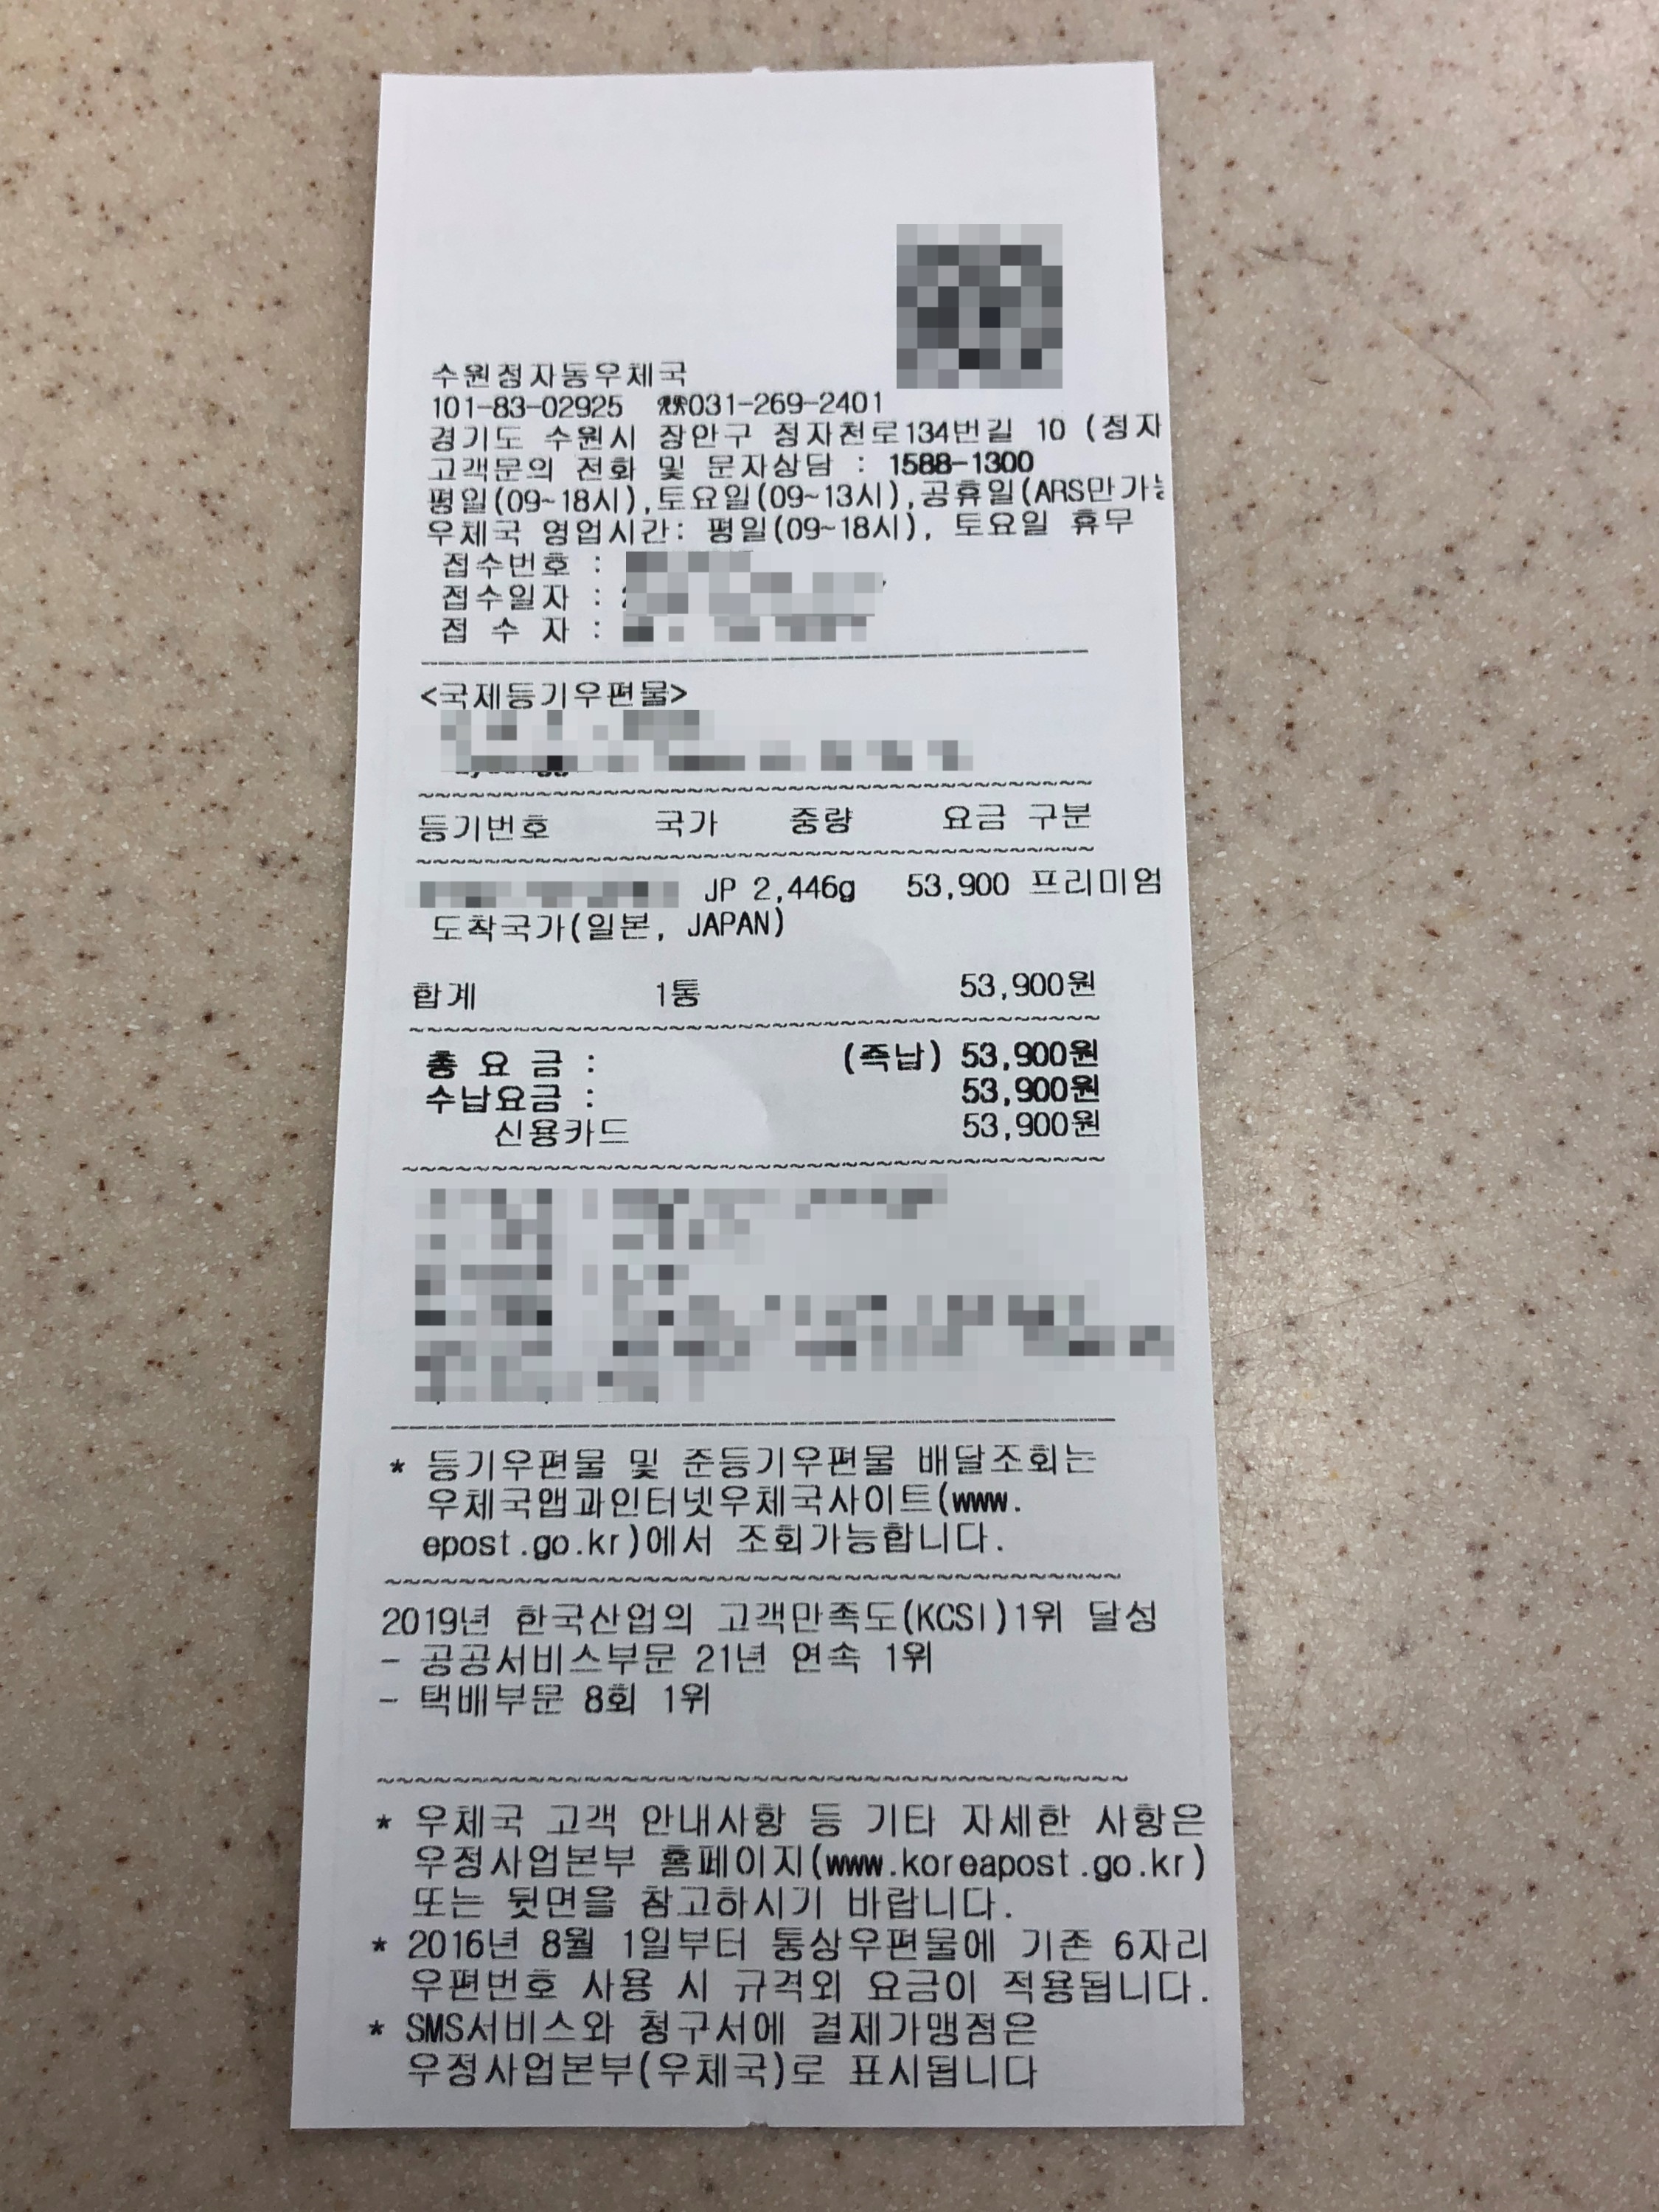 수원정자동우체국
101-83-02925 ☎031-269-2401
경기도 수원시 장안구 정자천로134번길 10 (정자
고객문의 전화 및 문자상담 : 1588-1300
평일(09~18시),토요일(09~13시),공휴일(ARS만가능
우체국 영업시간: 평일(09~18시), 토요일 휴무
접수번호 :
접수일자 :
접 수 자 :
<국제등기우편물>
등기번호 국가 중량 요금 구분
JP 2,446g 53,900 프리미엄
도착국가(일본, JAPAN)
합계 1통 53,900원
총 요 금 : (즉납) 53,900원
수납요금 : 53,900원
신용카드 53,900원
* 등기우편물 및 준등기우편물 배달조회는
우체국앱과인터넷우체국사이트(www.
epost.go.kr)에서 조회가능합니다.
2019년 한국산업의 고객만족도(KCSI)1위 달성
- 공공서비스부문 21년 연속 1위
- 택배부문 8회 1위
* 우체국 고객 안내사항 등 기타 자세한 사항은
우정사업본부 홈페이지(www.koreapost.go.kr)
또는 뒷면을 참고하시기 바랍니다.
* 2016년 8월 1일부터 통상우편물에 기존 6자리
우편번호 사용 시 규격외 요금이 적용됩니다.
* SMS서비스와 청구서에 결제가맹점은
우정사업본부(우체국)로 표시됩니다